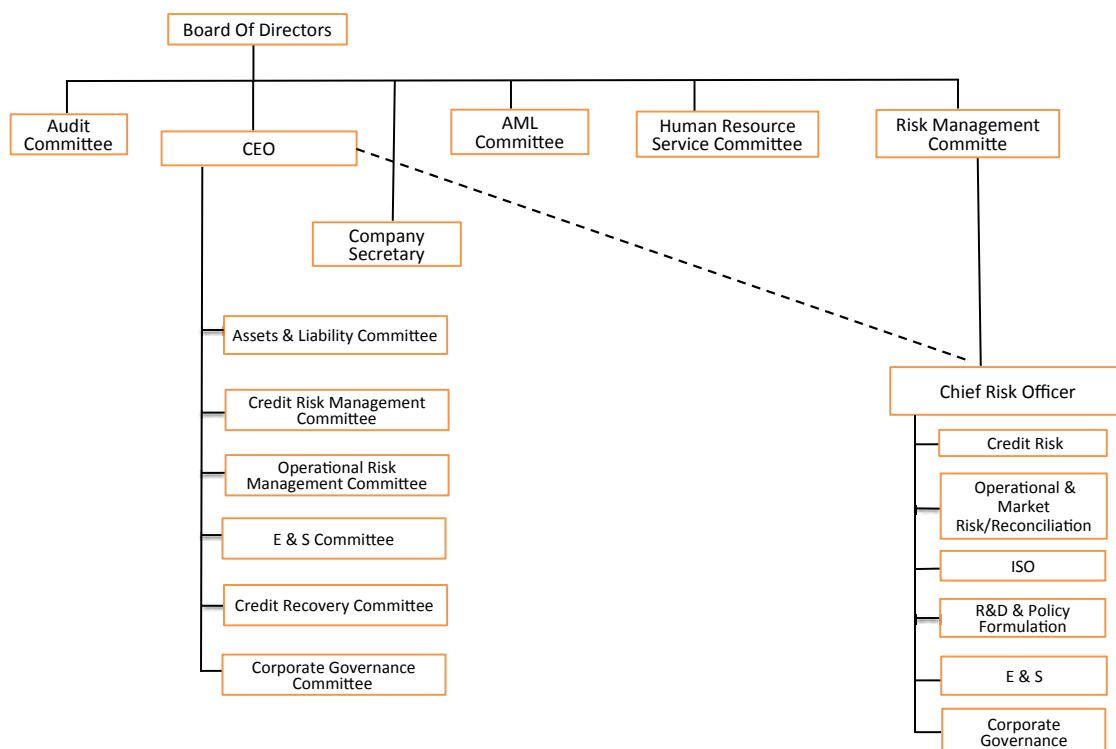 Board Of Directors
Audit
Committee
CEO
AML
Committee
Human Resource
Service Committee
Risk Management
Committe
Company
Secretary
Assets & Liability Committee
Credit Risk Management
Committee
Operational Risk
Management Committee
E & S Committee
Credit Recovery Committee
Corporate Governance
Committee
Chief Risk Officer
Credit Risk
Operational &
Market
Risk/Reconciliation
ISO
R&D & Policy
Formulation
E & S
Corporate
Governance